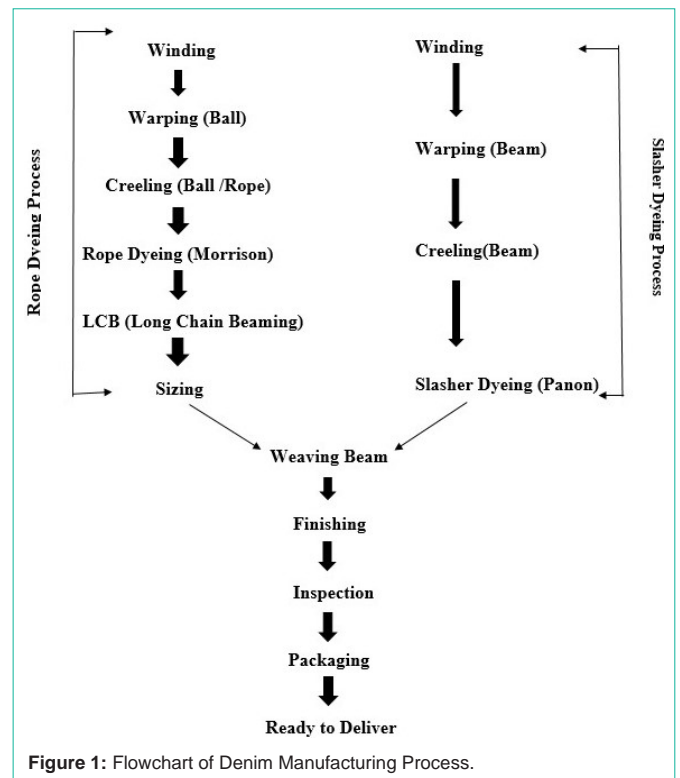 Rope Dyeing Process
Winding
Warping (Ball)
Creeling (Ball /Rope)
Rope Dyeing (Morrison)
LCB (Long Chain Beaming)
Sizing
Winding
Warping (Beam)
Creeling(Beam)
Slasher Dyeing (Panon)
Slasher Dyeing Process
Weaving Beam
Finishing
Inspection
Packaging
Ready to Deliver
Figure 1: Flowchart of Denim Manufacturing Process.